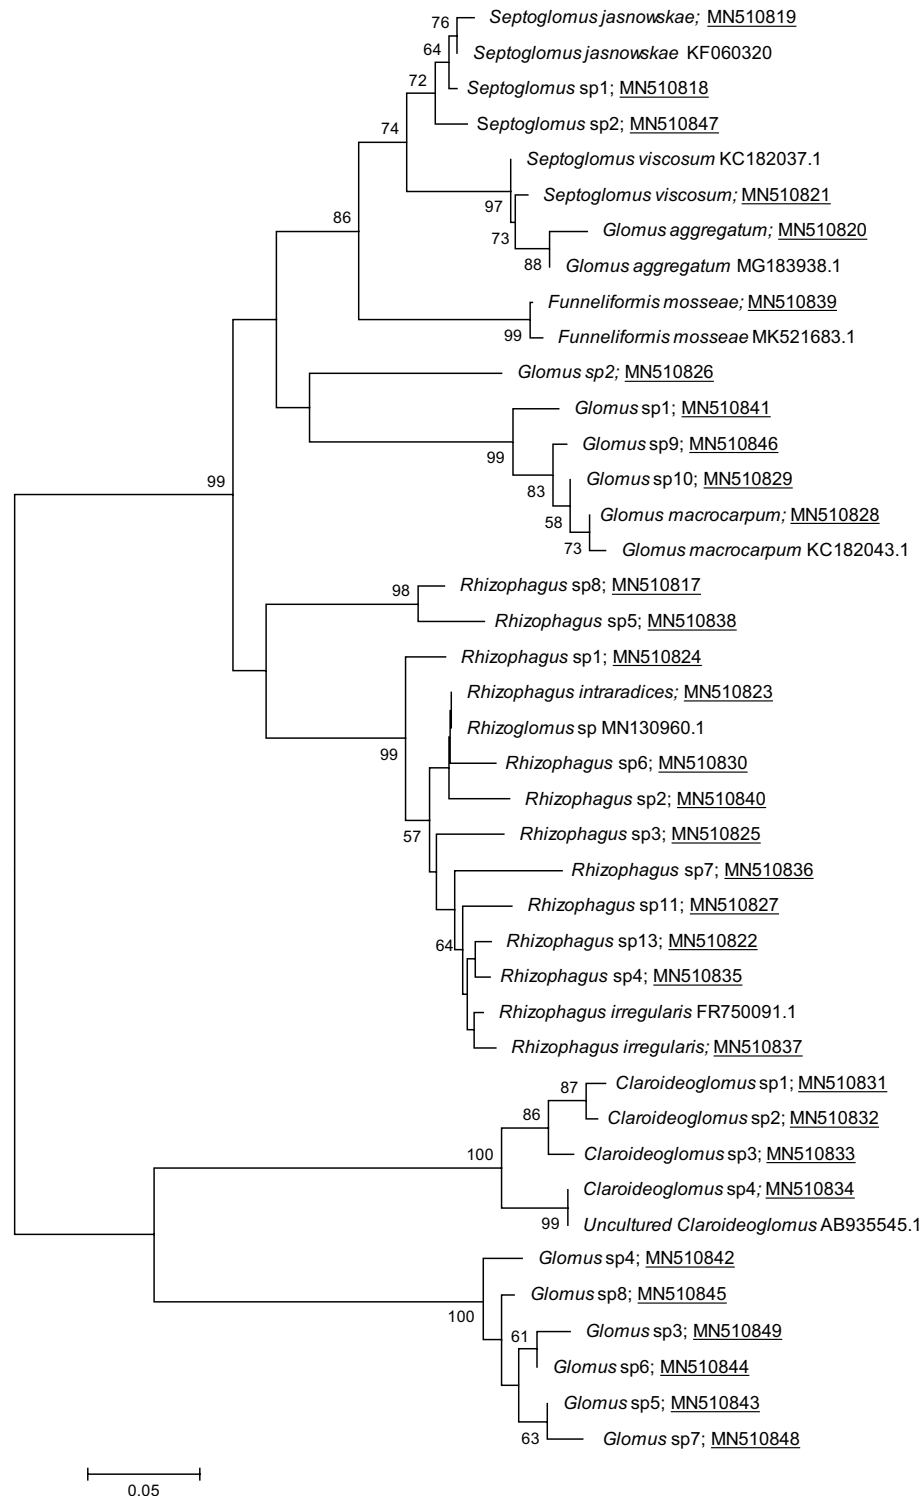 76
Septoglomus jasnowskae; MN510819
64
Septoglomus jasnowskae KF060320
72
Septoglomus sp1; MN510818
74
Septoglomus sp2; MN510847
Septoglomus viscosum KC182037.1
97
Septoglomus viscosum; MN510821
86
73
Glomus aggregatum; MN510820
88
Glomus aggregatum MG183938.1
Funneliformis mosseae; MN510839
99
Funneliformis mosseae MK521683.1
Glomus sp2; MN510826
Glomus sp1; MN510841
99
Glomus sp9; MN510846
99
83
Glomus sp10; MN510829
58
Glomus macrocarpum; MN510828
73
Glomus macrocarpum KC182043.1
98
Rhizophagus sp8; MN510817
Rhizophagus sp5; MN510838
Rhizophagus sp1; MN510824
Rhizophagus intraradices; MN510823
99
Rhizoglomus sp MN130960.1
Rhizophagus sp6; MN510830
Rhizophagus sp2; MN510840
57
Rhizophagus sp3; MN510825
Rhizophagus sp7; MN510836
Rhizophagus sp11; MN510827
64
Rhizophagus sp13; MN510822
Rhizophagus sp4; MN510835
Rhizophagus irregularis FR750091.1
Rhizophagus irregularis; MN510837
87
Claroideoglomus sp1; MN510831
86
Claroideoglomus sp2; MN510832
100
Claroideoglomus sp3; MN510833
Claroideoglomus sp4; MN510834
99
Uncultured Claroideoglomus AB935545.1
Glomus sp4; MN510842
100
Glomus sp8; MN510845
61
Glomus sp3; MN510849
Glomus sp6; MN510844
Glomus sp5; MN510843
63
Glomus sp7; MN510848
0.05